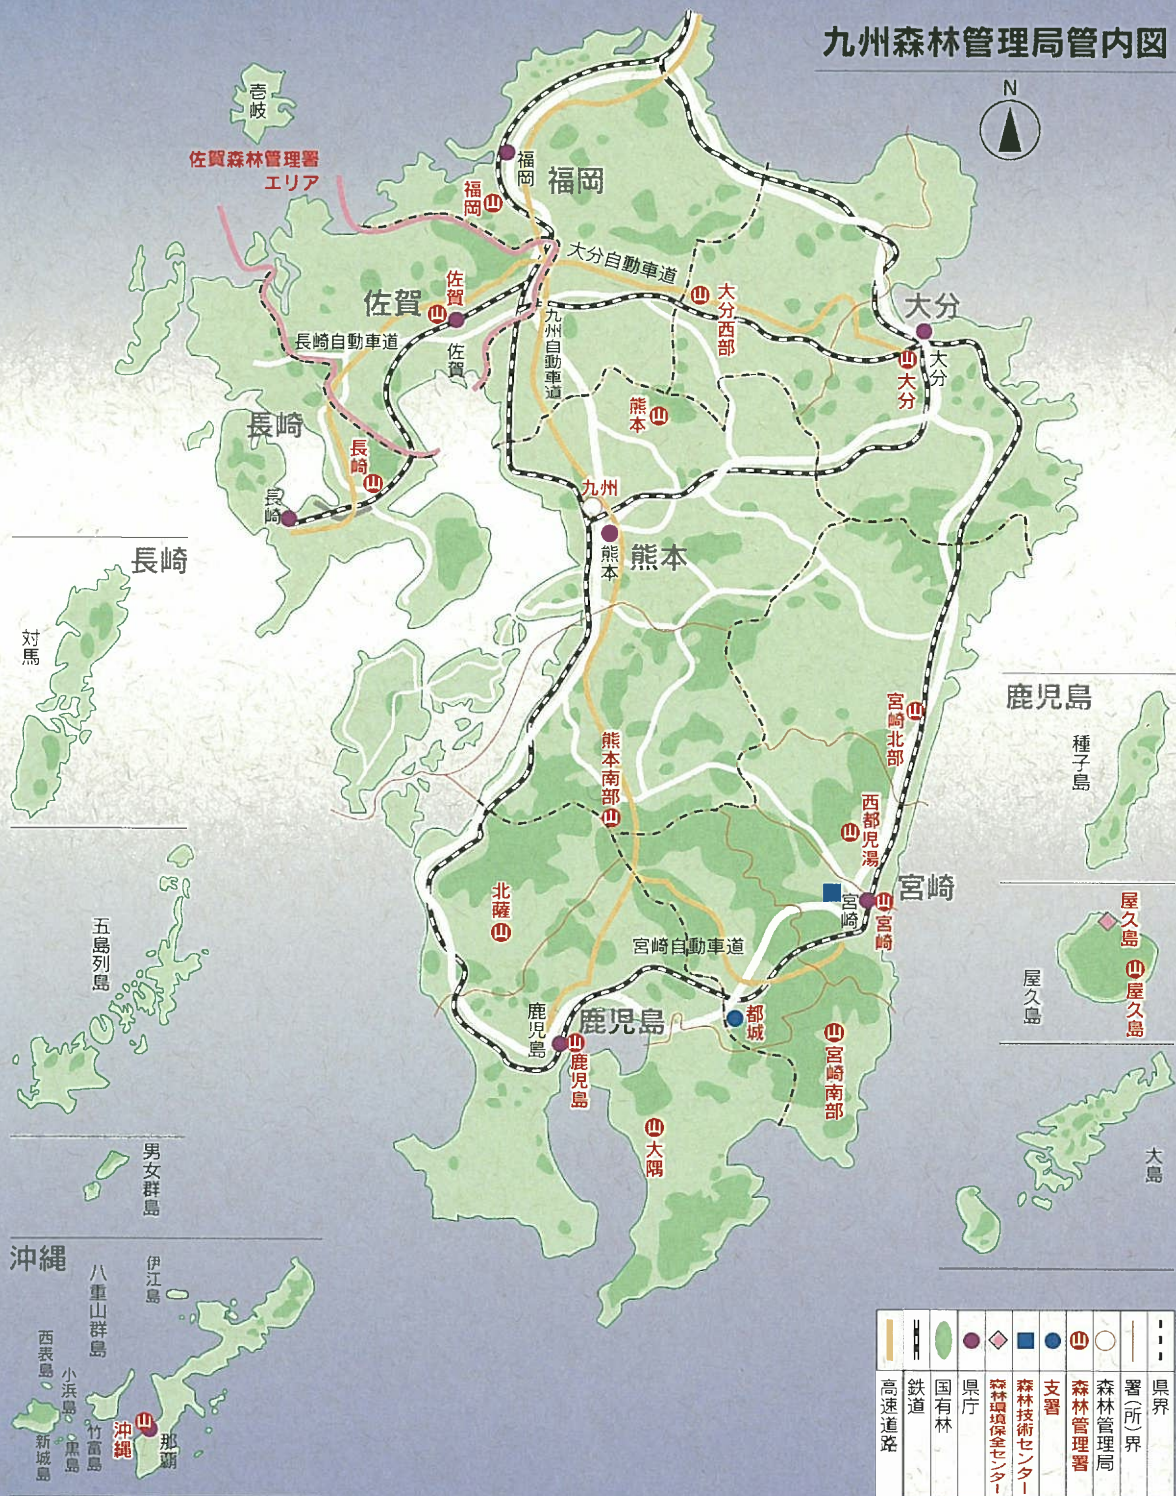 九州森林管理局管内図
N
壱岐
佐賀森林管理署
エリア
福岡
福岡
福岡
大分自動車道
佐賀
佐賀
佐賀
長崎自動車道
九州自動車道
大分西部
大分
大分
大分
長崎
長崎
長崎
熊本
九州
熊本
熊本
長崎
対馬
五島列島
男女群島
宮崎北部
熊本南部
西都児湯
宮崎
宮崎
宮崎
北薩
宮崎自動車道
鹿児島
鹿児島
鹿児島
都城
宮崎南部
大隅
鹿児島
種子島
屋久島
屋久島
屋久島
大島
沖縄
伊江島
八重山群島
西表島
小浜島
竹富島
黒島
新城島
沖縄
那覇
県界
署(所)界
森林管理局
森林管理署
支署
森林技術センター
森林環境保全センター
県庁
国有林
鉄道
高速道路